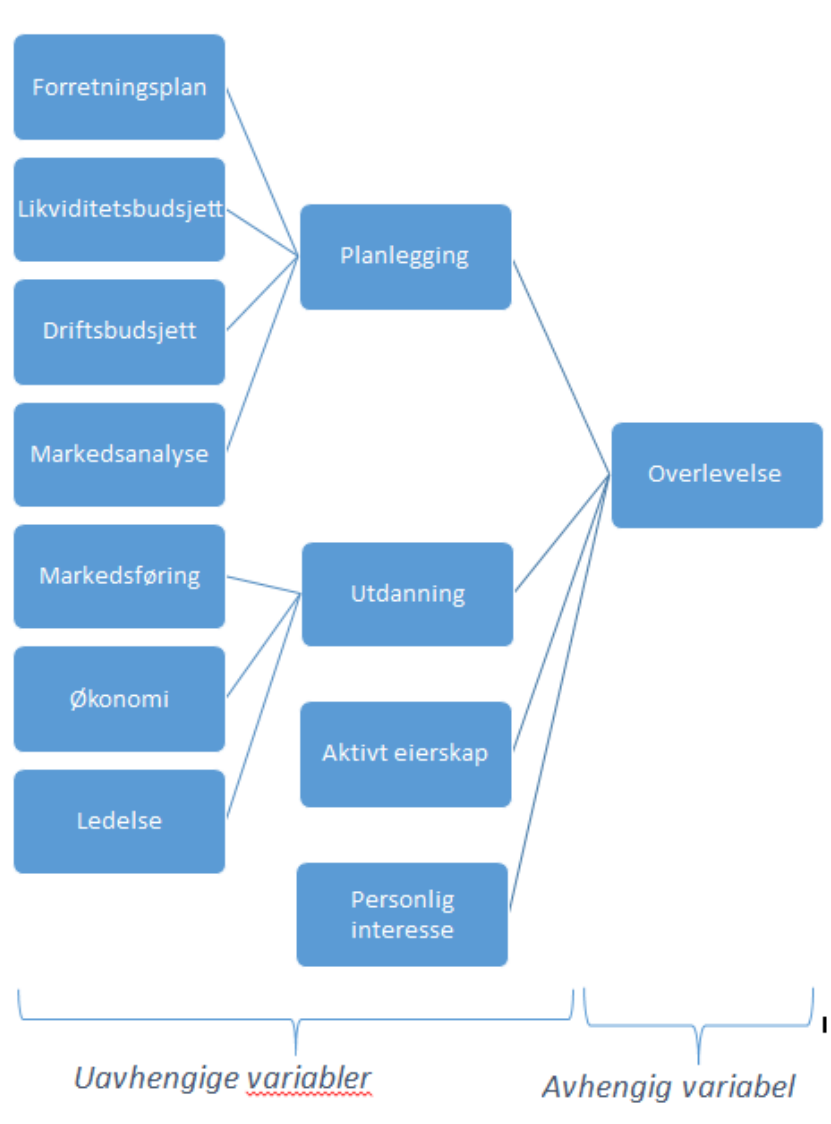 Forretningsplan
Likviditetsbudsjett
Driftsbudsjett
Markedsanalyse
Markedsføring
Økonomi
Ledelse
Planlegging
Utdanning
Aktivt eierskap
Personlig
interesse
Overlevelse
Uavhengige variabler
Avhengig variabel